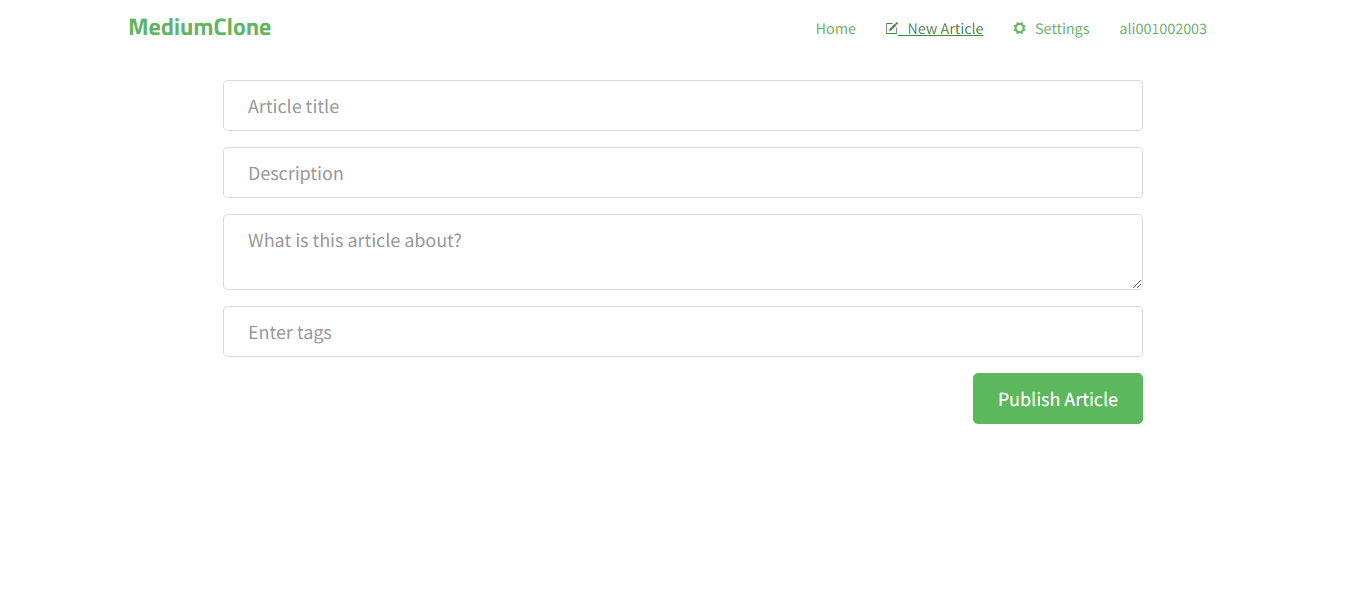 MediumClone
Home New Article Settings ali001002003
Article title
Description
What is this article about?
Enter tags
Publish Article